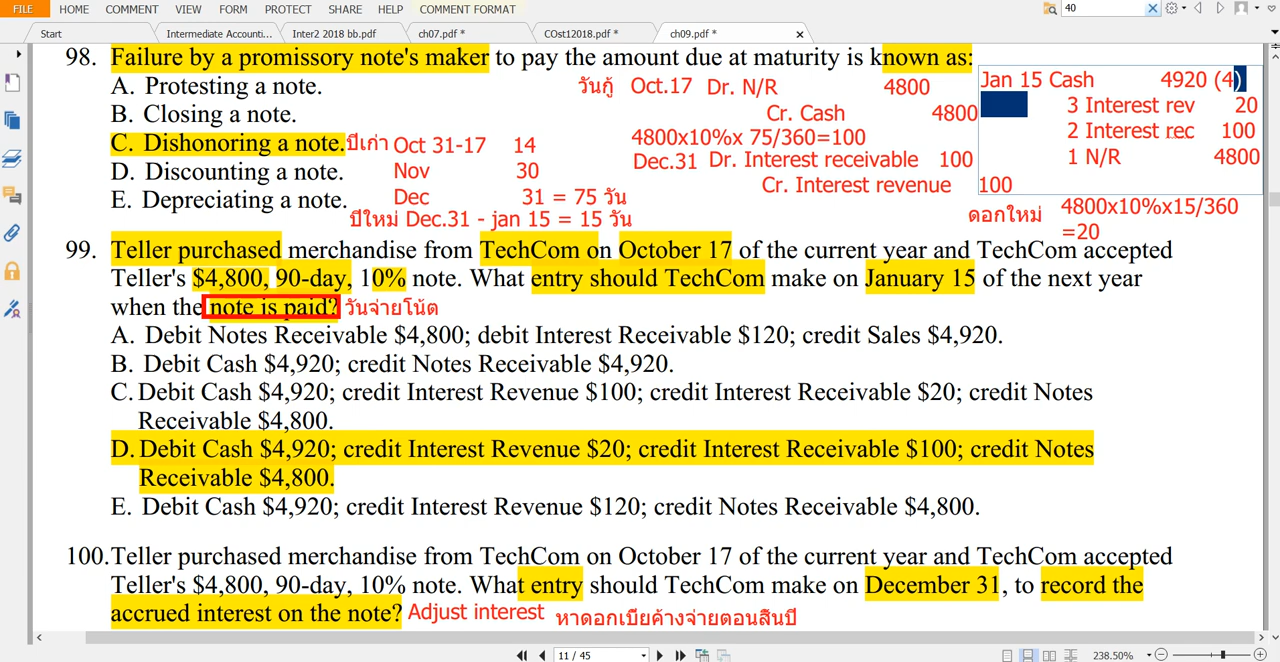 FILE HOME COMMENT VIEW FORM PROTECT SHARE HELP COMMENT FORMAT 40
Start Intermediate Accounti... Inter2 2018 bb.pdf ch07.pdf * COst12018.pdf * ch09.pdf *
98. Failure by a promissory note's maker to pay the amount due at maturity is known as:
A. Protesting a note.
B. Closing a note.
C. Dishonoring a note.
D. Discounting a note.
E. Depreciating a note.
วันกู้ Oct.17 Dr. N/R 4800
Cr. Cash 4800
4800x10%x 75/360=100
Dec.31 Dr. Interest receivable 100
Cr. Interest revenue 100
ปีเก่า Oct 31-17 14
Nov 30
Dec 31 = 75 วัน
ปีใหม่ Dec.31 - jan 15 = 15 วัน
Jan 15 Cash 4920 (4)
3 Interest rev 20
2 Interest rec 100
1 N/R 4800
ดอกใหม่ 4800x10%x15/360
=20
99. Teller purchased merchandise from TechCom on October 17 of the current year and TechCom accepted
Teller's $4,800, 90-day, 10% note. What entry should TechCom make on January 15 of the next year
when the note is paid? วันจ่ายโน้ต
A. Debit Notes Receivable $4,800; debit Interest Receivable $120; credit Sales $4,920.
B. Debit Cash $4,920; credit Notes Receivable $4,920.
C. Debit Cash $4,920; credit Interest Revenue $100; credit Interest Receivable $20; credit Notes
Receivable $4,800.
D. Debit Cash $4,920; credit Interest Revenue $20; credit Interest Receivable $100; credit Notes
Receivable $4,800.
E. Debit Cash $4,920; credit Interest Revenue $120; credit Notes Receivable $4,800.
100. Teller purchased merchandise from TechCom on October 17 of the current year and TechCom accepted
Teller's $4,800, 90-day, 10% note. What entry should TechCom make on December 31, to record the
accrued interest on the note? Adjust interest หาดอกเบี้ยค้างจ่ายตอนสิ้นปี
11 / 45 238.50%